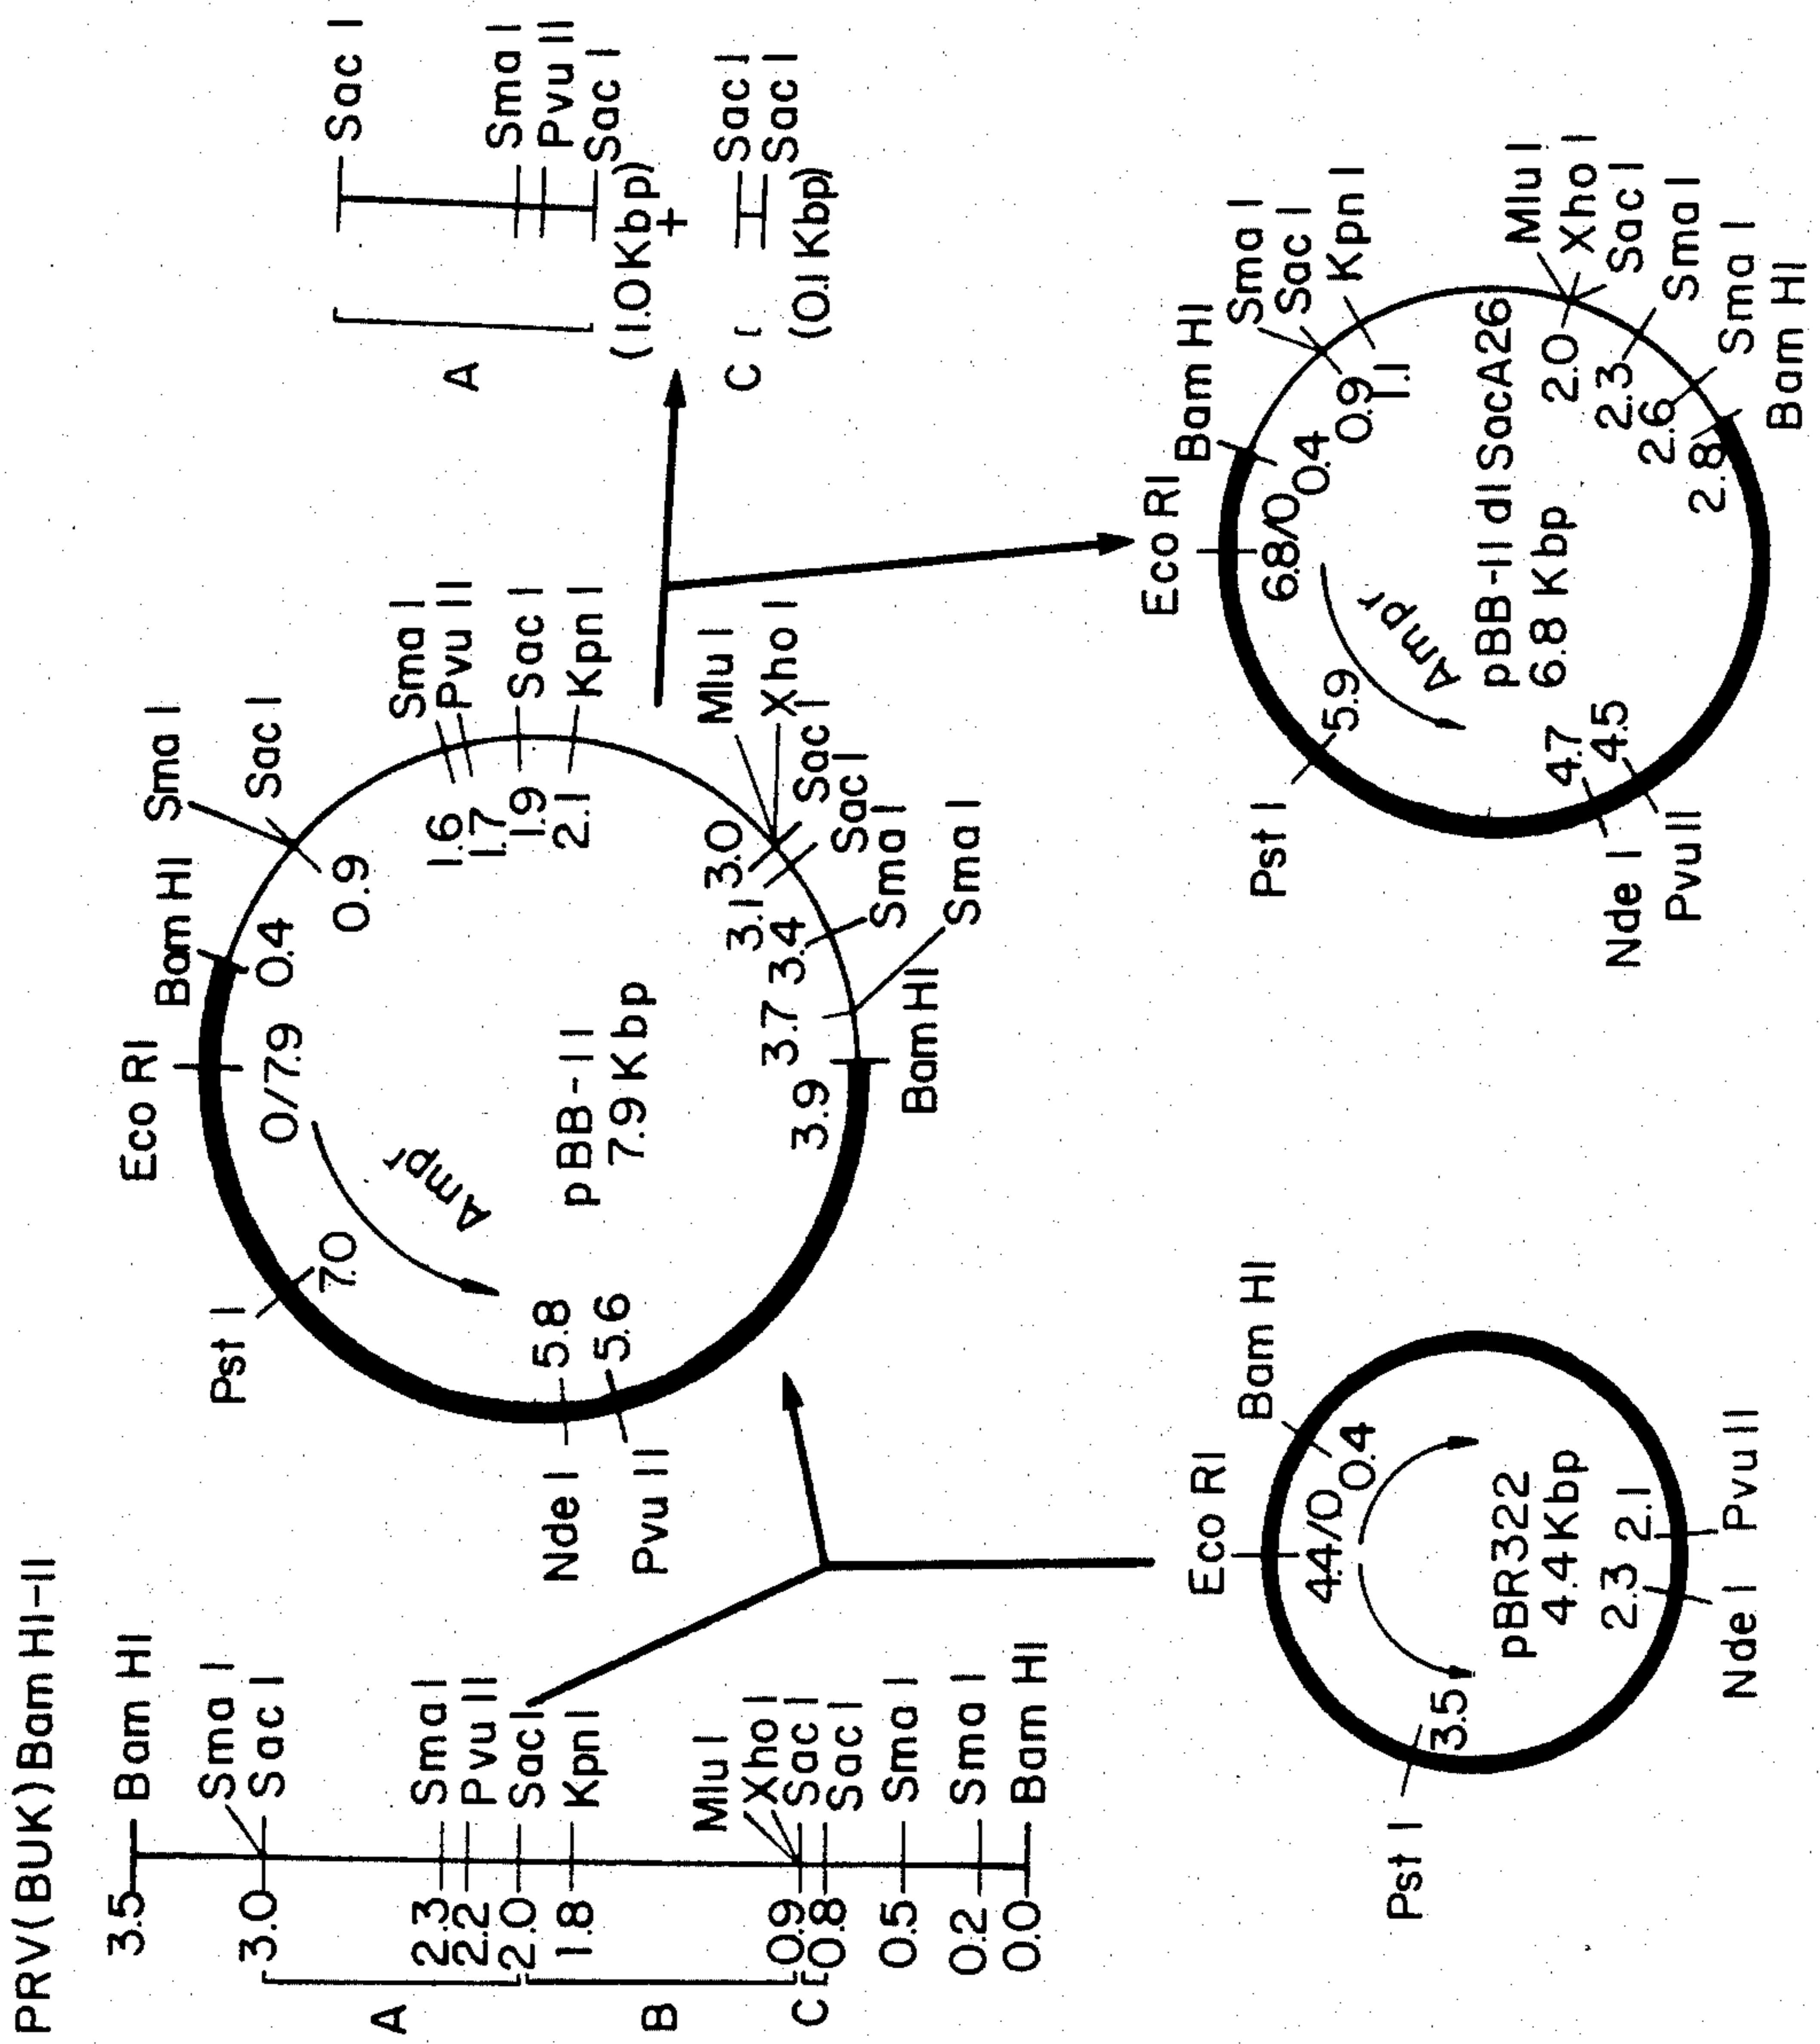 PRV(BUK)BamHI-II
3.5 Bam HI
Sma I
3.0 Sac I
2.3 Sma I
2.2 Pvu II
2.0 Sac I
1.8 Kpn I
Mlu I
Xho I
0.9 Sac I
0.8 Sac I
0.5 Sma I
0.2 Sma I
0.0 Bam HI
A
B
C
Eco RI
Bam HI
4.4/0
0.4
Pst I
3.5
pBR322
4.4 Kbp
2.3
2.1
Nde I
Pvu II
Eco RI
Bam HI
Sma I
Sac I
0/7.9
0.4
0.9
Pst I
7.0
Ampr
Sma I
Pvu II
Sac I
Kpn I
1.6
1.7
1.9
2.1
pBB-II
7.9 Kbp
Nde I
5.8
Pvu II
5.6
Mlu I
Xho I
Sac I
Sac I
Sma I
Sma I
3.0
3.1
3.4
3.7
3.9
Bam HI
A
Sac I
Sma I
Pvu II
Sac I
(1.0 Kbp)
+
C
Sac I
Sac I
(0.1 Kbp)
Eco RI
Bam HI
Sma I
Sac I
Kpn I
6.8/0
0.4
0.9
1.1
Pst I
5.9
Ampr
pBB-II dlSacA26
6.8 Kbp
Mlu I
Xho I
Sac I
Sma I
Sma I
Bam HI
2.0
2.3
2.6
2.8
4.7
4.5
Nde I
Pvu II